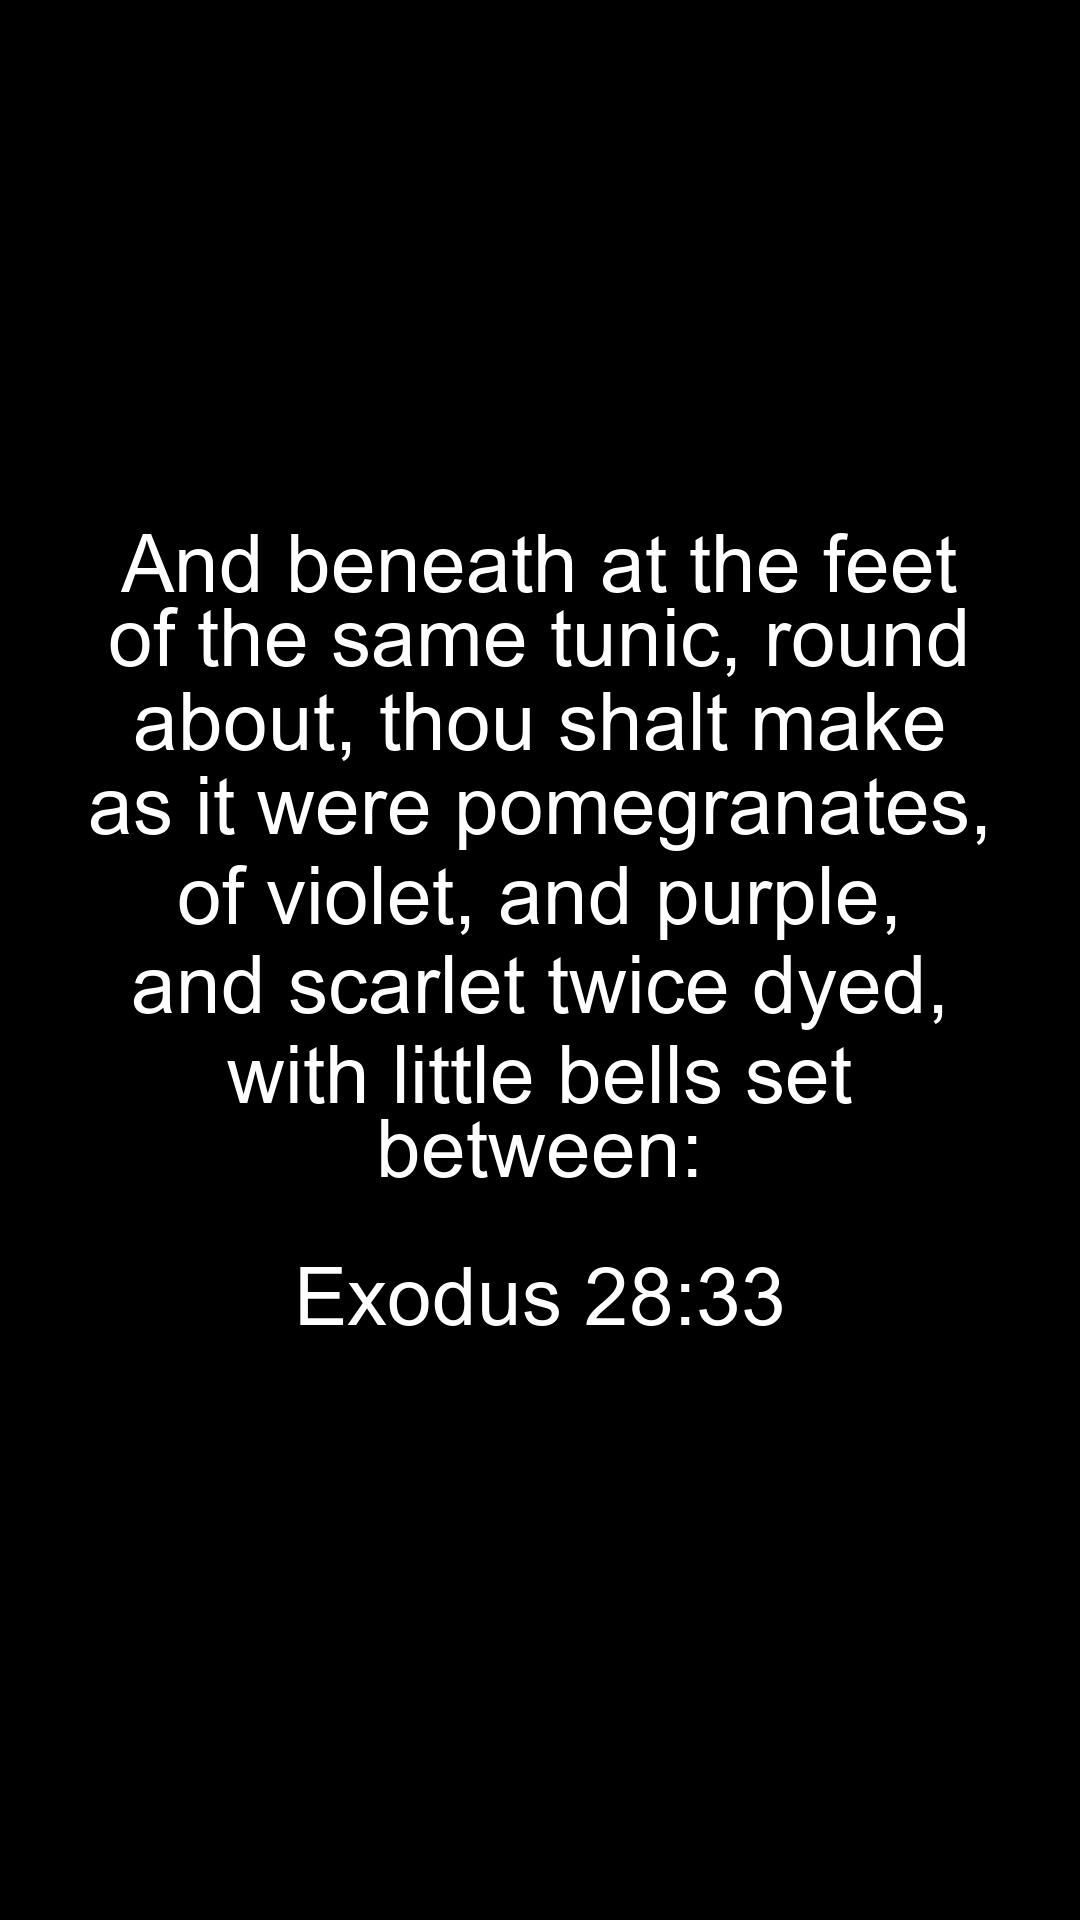 And beneath at the feet
of the same tunic, round
about, thou shalt make
as it were pomegranates,
of violet, and purple,
and scarlet twice dyed,
with little bells set
between:
Exodus 28:33